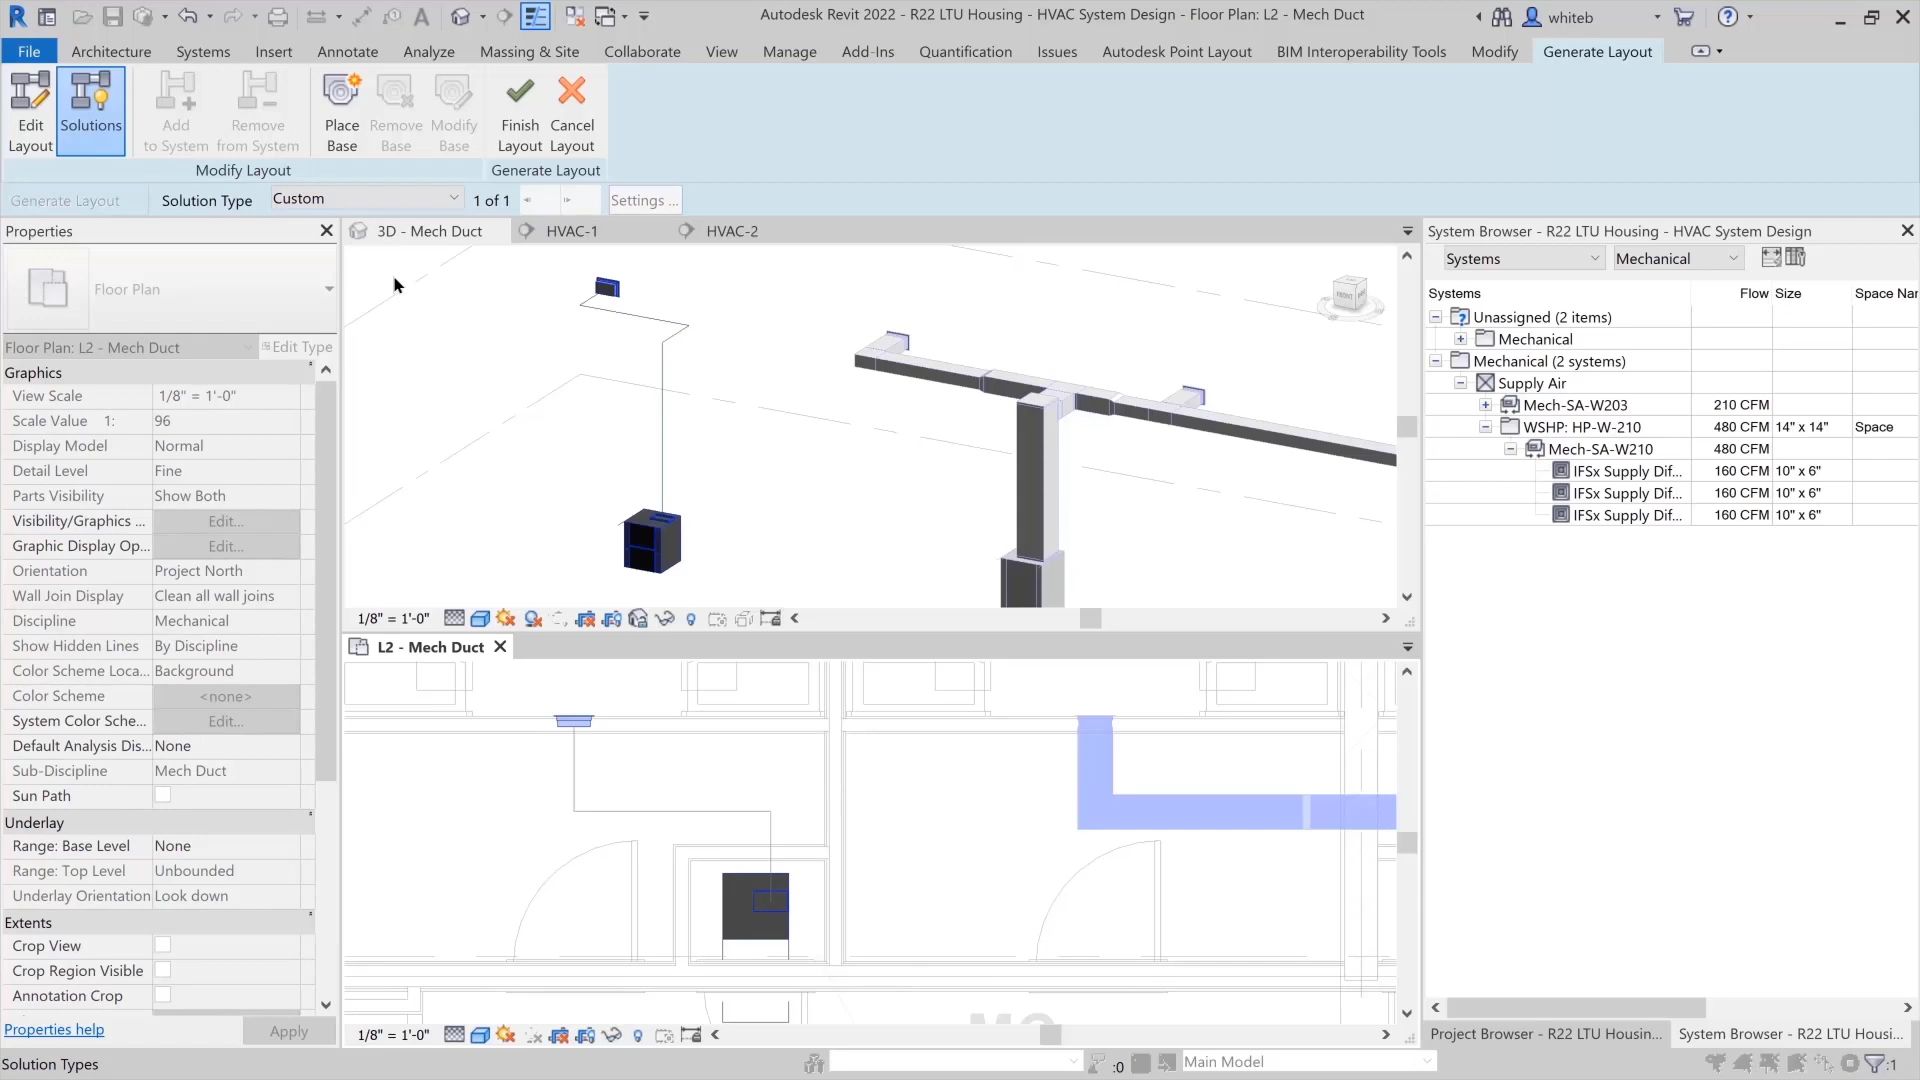 Autodesk Revit 2022 - R22 LTU Housing - HVAC System Design - Floor Plan: L2 - Mech Duct
whiteb
File Architecture Systems Insert Annotate Analyze Massing & Site Collaborate View Manage Add-Ins Quantification Issues Autodesk Point Layout BIM Interoperability Tools Modify Generate Layout
Edit Layout
Solutions
Add to System
Remove from System
Place Base
Remove Base
Modify Base
Finish Layout
Cancel Layout
Modify Layout
Generate Layout
Generate Layout
Solution Type
Custom
1 of 1
Settings ...
Properties
Floor Plan
Floor Plan: L2 - Mech Duct
Edit Type
Graphics
View Scale 1/8" = 1'-0"
Scale Value 1: 96
Display Model Normal
Detail Level Fine
Parts Visibility Show Both
Visibility/Graphics ... Edit...
Graphic Display Op... Edit...
Orientation Project North
Wall Join Display Clean all wall joins
Discipline Mechanical
Show Hidden Lines By Discipline
Color Scheme Loca... Background
Color Scheme <none>
System Color Sche... Edit...
Default Analysis Dis... None
Sub-Discipline Mech Duct
Sun Path
Underlay
Range: Base Level None
Range: Top Level Unbounded
Underlay Orientation Look down
Extents
Crop View
Crop Region Visible
Annotation Crop
Properties help
Apply
Solution Types
3D - Mech Duct
HVAC-1
HVAC-2
FRONT
1/8" = 1'-0"
L2 - Mech Duct
1/8" = 1'-0"
:0
Main Model
System Browser - R22 LTU Housing - HVAC System Design
Systems
Mechanical
Systems Flow Size Space Nar
Unassigned (2 items)
Mechanical
Mechanical (2 systems)
Supply Air
Mech-SA-W203 210 CFM
WSHP: HP-W-210 480 CFM 14" x 14" Space
Mech-SA-W210 480 CFM
IFSx Supply Dif... 160 CFM 10" x 6"
IFSx Supply Dif... 160 CFM 10" x 6"
IFSx Supply Dif... 160 CFM 10" x 6"
Project Browser - R22 LTU Housin...
System Browser - R22 LTU Housi...
:1